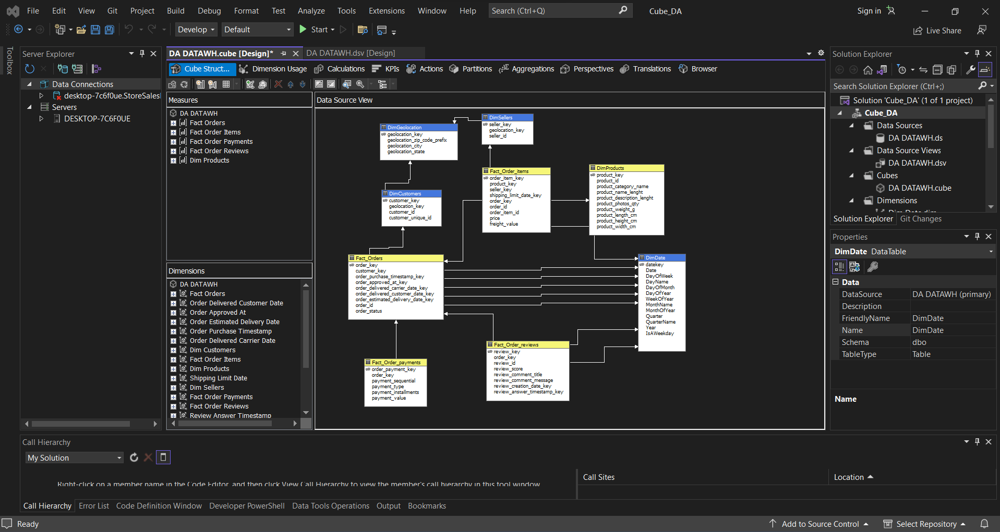 File Edit View Git Project Build Debug Format Test Analyze Tools Extensions Window Help Search (Ctrl+Q) Cube_DA Sign in
Develop Default Start Live Share
Toolbox
Server Explorer
Data Connections
desktop-7c6f0ue.StoreSales
Servers
DESKTOP-7C6F0UE
DA DATAWH.cube [Design]* DA DATAWH.dsv [Design]
Cube Struct... Dimension Usage Calculations KPIs Actions Partitions Aggregations Perspectives Translations Browser
Measures
DA DATAWH
Fact Orders
Fact Order Items
Fact Order Payments
Fact Order Reviews
Dim Products
Dimensions
DA DATAWH
Fact Orders
Order Delivered Customer Date
Order Approved At
Order Estimated Delivery Date
Order Purchase Timestamp
Order Delivered Carrier Date
Dim Customers
Fact Order Items
Dim Products
Shipping Limit Date
Dim Sellers
Fact Order Payments
Fact Order Reviews
Review Answer Timestamp
Data Source View
DimSellers
seller_key
geolocation_key
seller_id
DimGeolocation
geolocation_key
geolocation_zip_code_prefix
geolocation_city
geolocation_state
Fact_Order_items
order_item_key
product_key
seller_key
shipping_limit_date_key
order_key
order_id
order_item_id
price
freight_value
DimProducts
product_key
product_id
product_category_name
product_name_lenght
product_description_lenght
product_photos_qty
product_weight_g
product_length_cm
product_height_cm
product_width_cm
DimCustomers
customer_key
geolocation_key
customer_id
customer_unique_id
Fact_Orders
order_key
customer_key
order_purchase_timestamp_key
order_approved_at_key
order_delivered_carrier_date_key
order_delivered_customer_date_key
order_estimated_delivery_date_key
order_id
order_status
DimDate
datekey
Date
DayOfWeek
DayName
DayOfMonth
DayOfYear
WeekOfYear
MonthName
MonthOfYear
Quarter
QuarterName
Year
IsAWeekday
Fact_Order_reviews
review_key
order_key
review_id
review_score
review_comment_title
review_comment_message
review_creation_date_key
review_answer_timestamp_key
Fact_Order_payments
order_payment_key
order_key
payment_sequential
payment_type
payment_installments
payment_value
Solution Explorer
Search Solution Explorer (Ctrl+;)
Solution 'Cube_DA' (1 of 1 project)
Cube_DA
Data Sources
DA DATAWH.ds
Data Source Views
DA DATAWH.dsv
Cubes
DA DATAWH.cube
Dimensions
Dim Date.dim
Solution Explorer Git Changes
Properties
DimDate DataTable
Data
DataSource DA DATAWH (primary)
Description
FriendlyName DimDate
Name DimDate
Schema dbo
TableType Table
Name
Call Hierarchy
My Solution
Right-click on a member name in the Code Editor, and then click View Call Hierarchy to view the member's call hierarchy in this tool window
Call Sites Location
Call Hierarchy Error List Code Definition Window Developer PowerShell Data Tools Operations Output Bookmarks
Ready Add to Source Control Select Repository